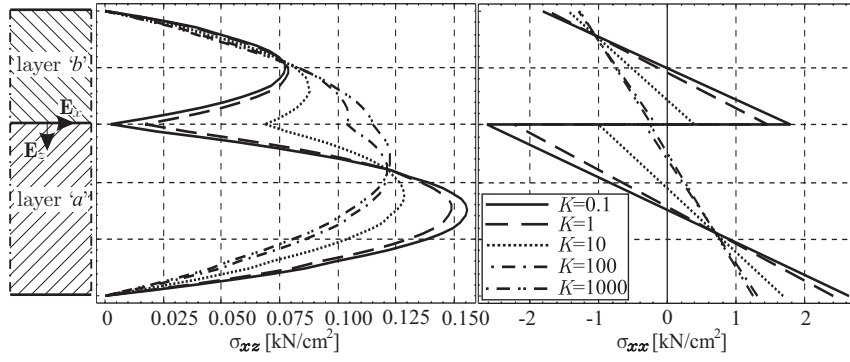 layer ‘b’
E_x
E_z
layer ‘a’
0 0.025 0.050 0.075 0.100 0.125 0.150
σ_xz [kN/cm²]
K=0.1
K=1
K=10
K=100
K=1000
-2 -1 0 1 2
σ_xx [kN/cm²]